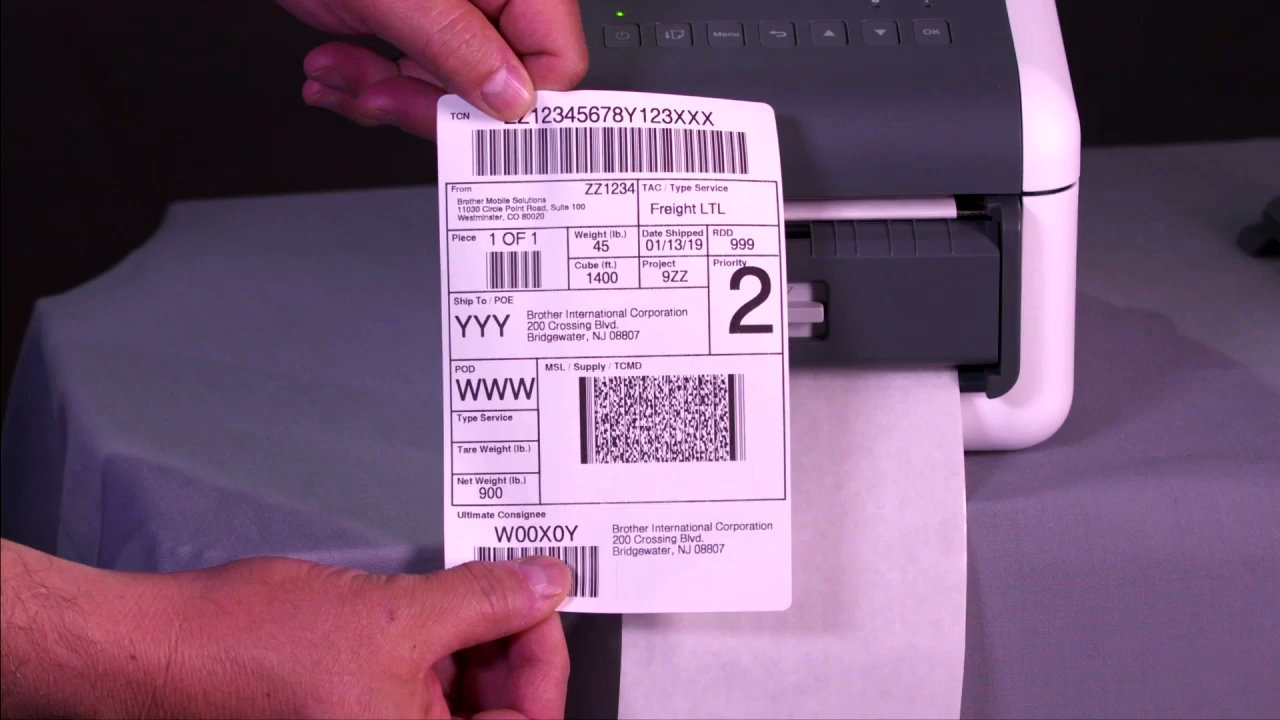 Menu
OK
TCN ZZ12345678Y123XXX
From
ZZ1234
Brother Mobile Solutions
11030 Circle Point Road, Suite 100
Westminster, CO 80020
TAC / Type Service
Freight LTL
Piece 1 OF 1
Weight (lb.)
45
Date Shipped
01/13/19
RDD
999
Cube (ft.)
1400
Project
9ZZ
Priority
2
Ship To / POE
YYY
Brother International Corporation
200 Crossing Blvd.
Bridgewater, NJ 08807
POD
WWW
MSL / Supply / TCMD
Type Service
Tare Weight (lb.)
Net Weight (lb.)
900
Ultimate Consignee
W00X0Y
Brother International Corporation
200 Crossing Blvd.
Bridgewater, NJ 08807